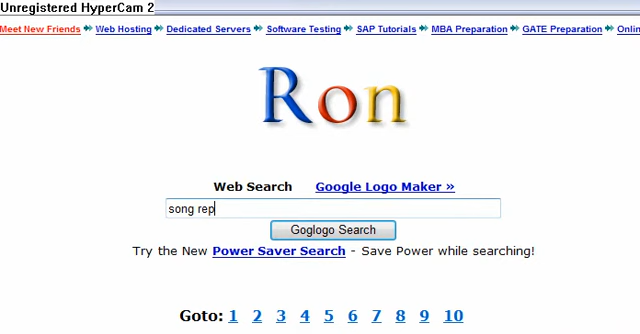 Unregistered HyperCam 2
Meet New Friends Web Hosting Dedicated Servers Software Testing SAP Tutorials MBA Preparation GATE Preparation Onlin
Ron
Web Search Google Logo Maker »
song rep
Goglogo Search
Try the New Power Saver Search - Save Power while searching!
Goto: 1 2 3 4 5 6 7 8 9 10